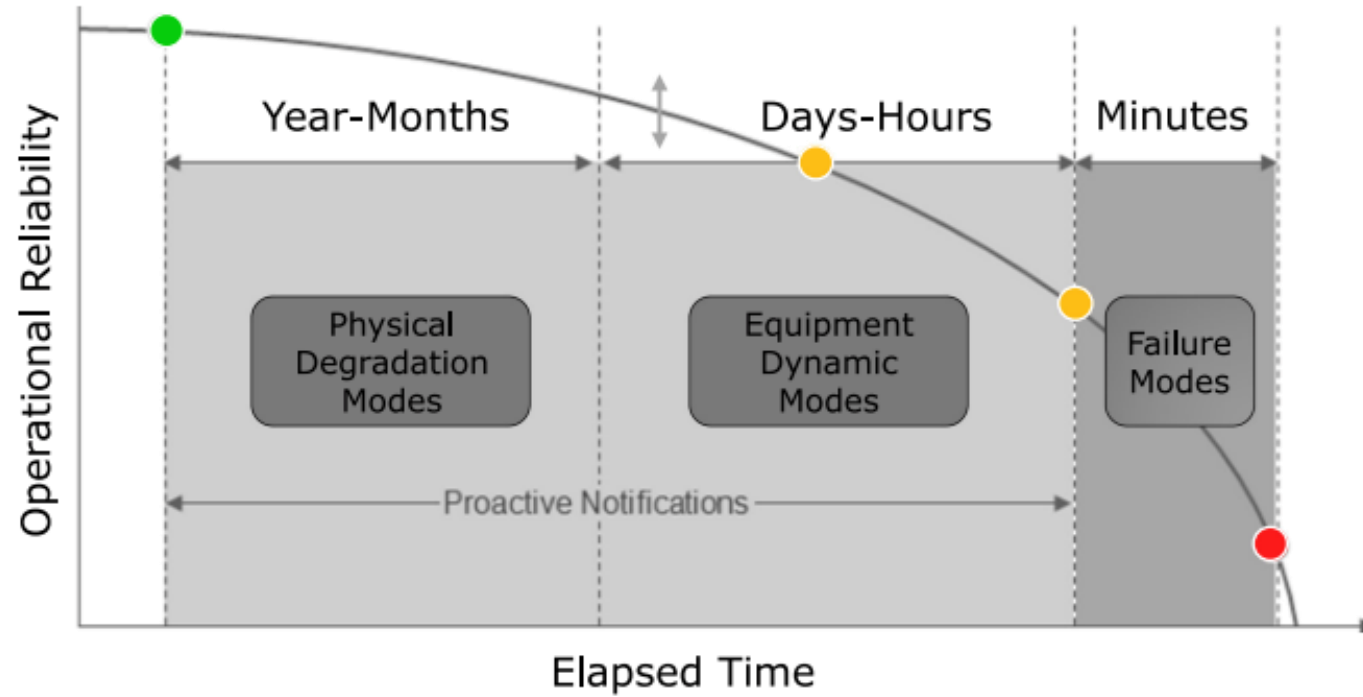 Year-Months
Days-Hours
Minutes
Operational Reliability
Physical
Degradation
Modes
Equipment
Dynamic
Modes
Failure
Modes
Proactive Notifications
Elapsed Time